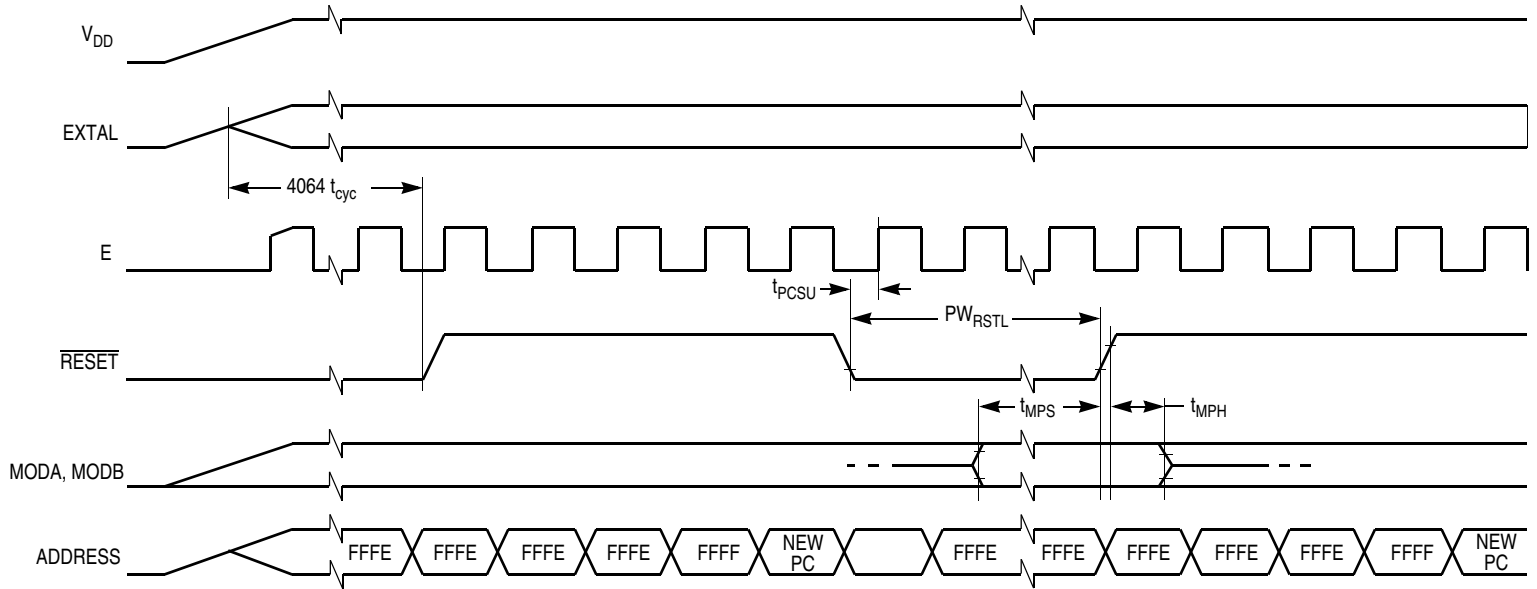 VDD
EXTAL
4064 tcyc
E
tPCSU
PWRSTL
RESET
tMPS
tMPH
MODA, MODB
ADDRESS
FFFE FFFE FFFE FFFE FFFF NEW PC FFFE FFFE FFFE FFFE FFFE FFFF NEW PC